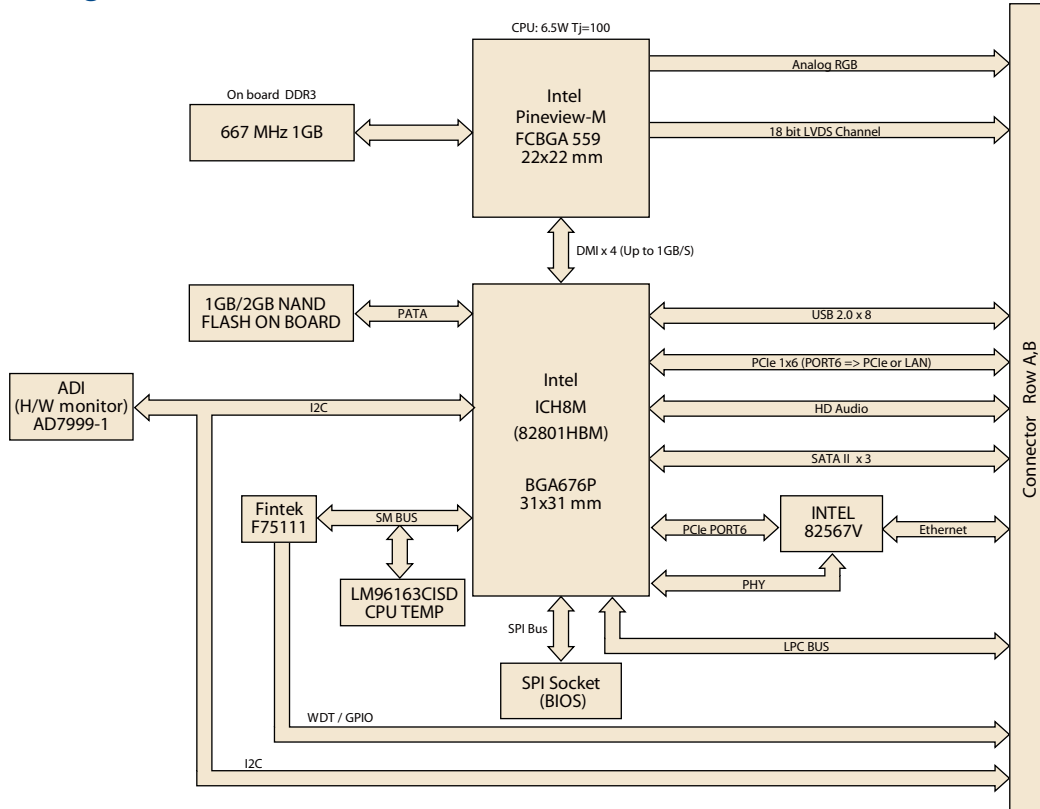 CPU: 6.5W Tj=100
Analog RGB
On board DDR3
667 MHz 1GB
Intel
Pineview-M
FCBGA 559
22x22 mm
18 bit LVDS Channel
DMI x 4 (Up to 1GB/S)
1GB/2GB NAND
FLASH ON BOARD
PATA
USB 2.0 x 8
PCIe 1x6 (PORT6 => PCIe or LAN)
ADI
(H/W monitor)
AD7999-1
I2C
Intel
ICH8M
(82801HBM)
BGA676P
31x31 mm
HD Audio
SATA II x 3
Connector Row A,B
Fintek
F75111
SM BUS
PCIe PORT6
INTEL
82567V
Ethernet
LM96163CISD
CPU TEMP
PHY
SPI Bus
LPC BUS
SPI Socket
(BIOS)
WDT / GPIO
I2C